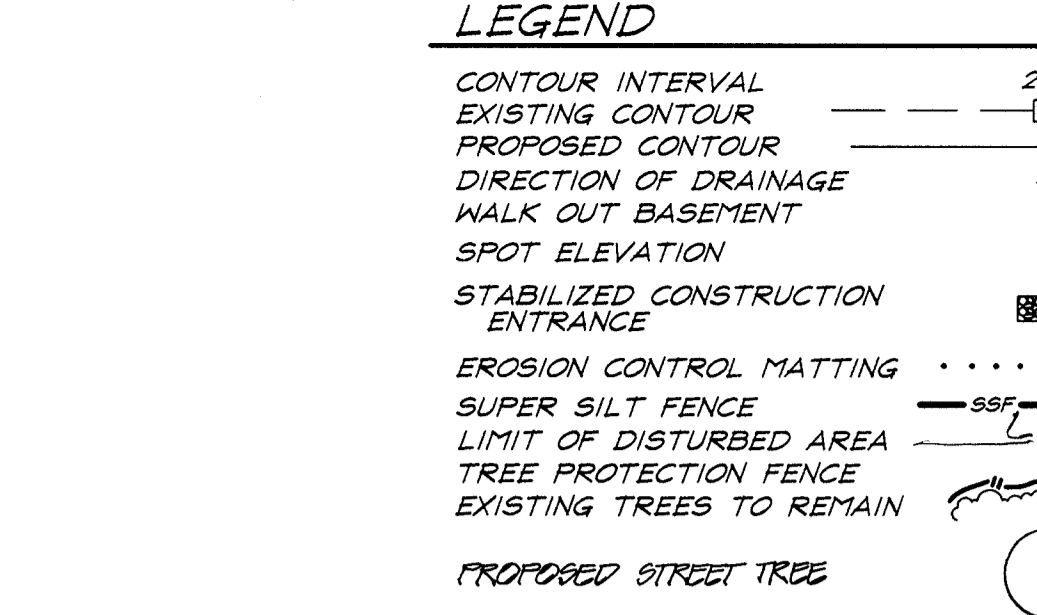 LEGEND
CONTOUR INTERVAL 2
EXISTING CONTOUR
PROPOSED CONTOUR
DIRECTION OF DRAINAGE
WALK OUT BASEMENT
SPOT ELEVATION
STABILIZED CONSTRUCTION
ENTRANCE
EROSION CONTROL MATTING
SUPER SILT FENCE SSF
LIMIT OF DISTURBED AREA
TREE PROTECTION FENCE
EXISTING TREES TO REMAIN
PROPOSED STREET TREE